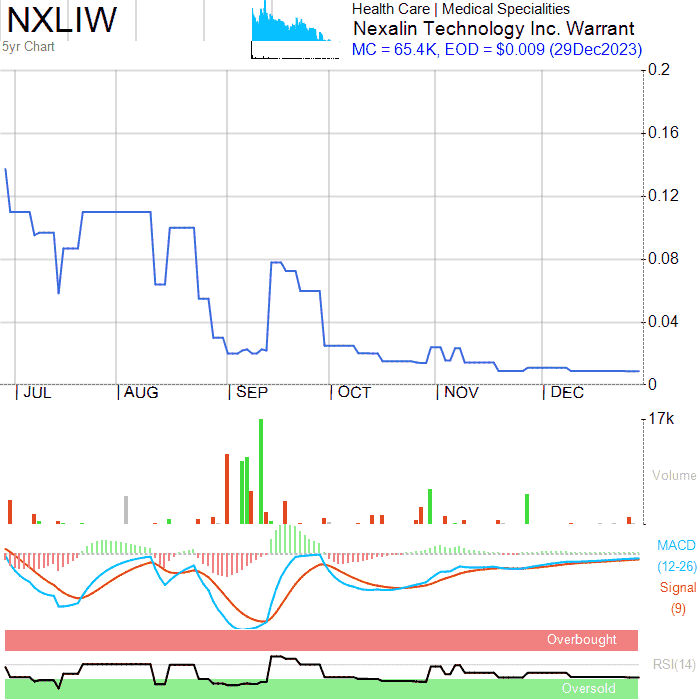 NXLIW
5yr Chart
Health Care | Medical Specialities
Nexalin Technology Inc. Warrant
MC = 65.4K, EOD = $0.009 (29Dec2023)
0.2
0.16
0.12
0.08
0.04
0
|JUL |AUG |SEP |OCT |NOV |DEC
17k
Volume
MACD
(12-26)
Signal
(9)
Overbought
RSI(14)
Oversold